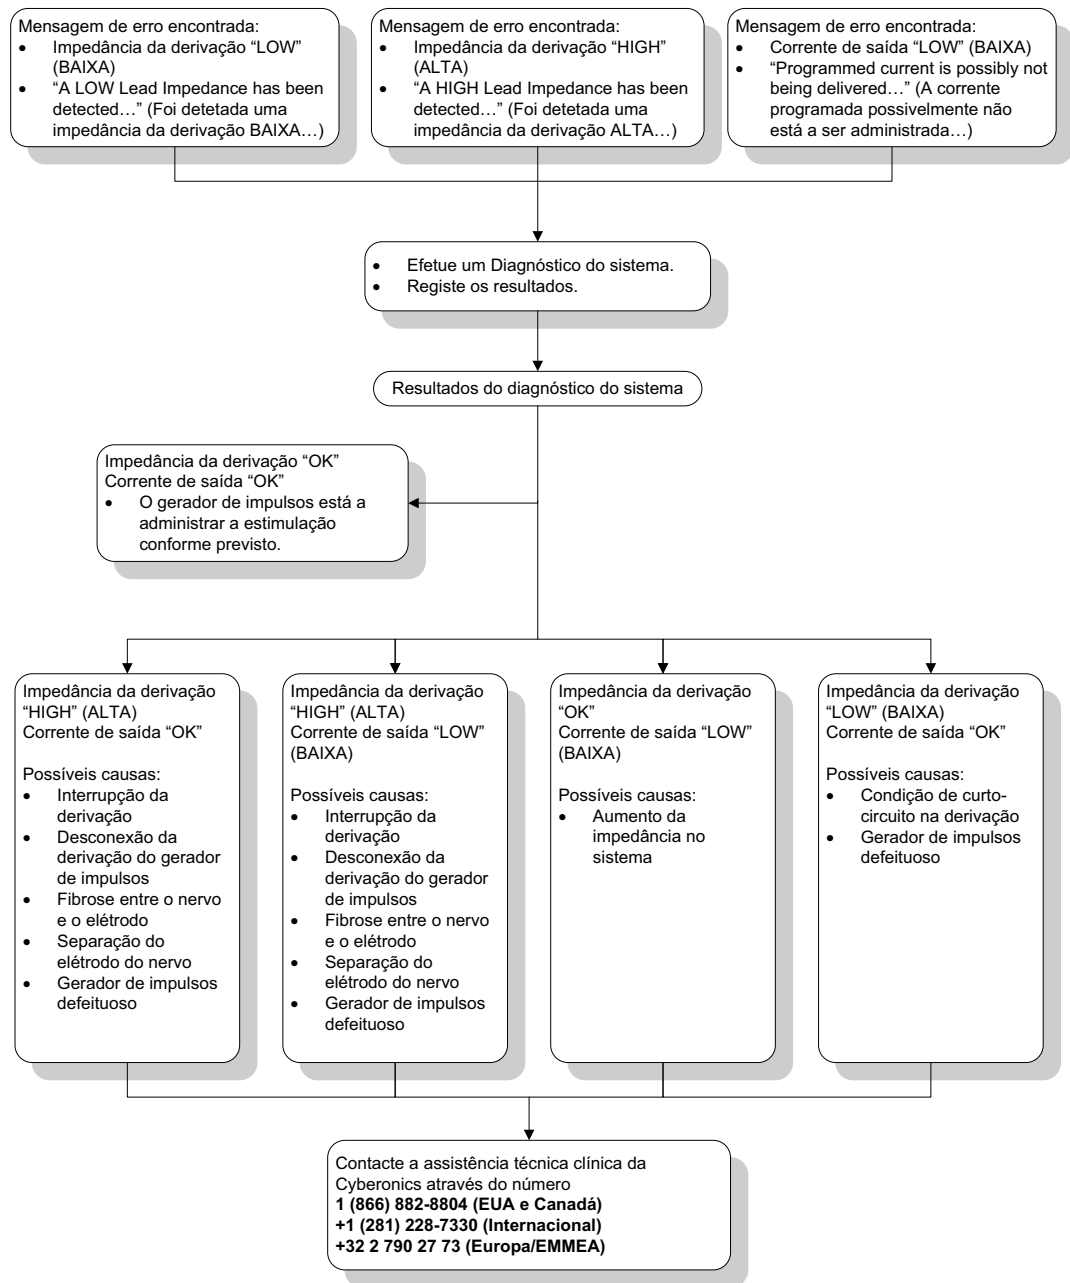 Mensagem de erro encontrada:
• Impedância da derivação “LOW”
(BAIXA)
• “A LOW Lead Impedance has been
detected…” (Foi detetada uma
impedância da derivação BAIXA…)
Mensagem de erro encontrada:
• Impedância da derivação “HIGH”
(ALTA)
• “A HIGH Lead Impedance has been
detected…” (Foi detetada uma
impedância da derivação ALTA…)
Mensagem de erro encontrada:
• Corrente de saída “LOW” (BAIXA)
• “Programmed current is possibly not
being delivered…” (A corrente
programada possivelmente não
está a ser administrada…)
• Efetue um Diagnóstico do sistema.
• Registe os resultados.
Resultados do diagnóstico do sistema
Impedância da derivação “OK”
Corrente de saída “OK”
• O gerador de impulsos está a
administrar a estimulação
conforme previsto.
Impedância da derivação
“HIGH” (ALTA)
Corrente de saída “OK”
Possíveis causas:
• Interrupção da
derivação
• Desconexão da
derivação do gerador
de impulsos
• Fibrose entre o nervo
e o elétrodo
• Separação do
elétrodo do nervo
• Gerador de impulsos
defeituoso
Impedância da derivação
“HIGH” (ALTA)
Corrente de saída “LOW”
(BAIXA)
Possíveis causas:
• Interrupção da
derivação
• Desconexão da
derivação do gerador
de impulsos
• Fibrose entre o nervo
e o elétrodo
• Separação do
elétrodo do nervo
• Gerador de impulsos
defeituoso
Impedância da derivação
“OK”
Corrente de saída “LOW”
(BAIXA)
Possíveis causas:
• Aumento da
impedância no
sistema
Impedância da derivação
“LOW” (BAIXA)
Corrente de saída “OK”
Possíveis causas:
• Condição de curto-
circuito na derivação
• Gerador de impulsos
defeituoso
Contacte a assistência técnica clínica da
Cyberonics através do número
1 (866) 882-8804 (EUA e Canadá)
+1 (281) 228-7330 (Internacional)
+32 2 790 27 73 (Europa/EMMEA)